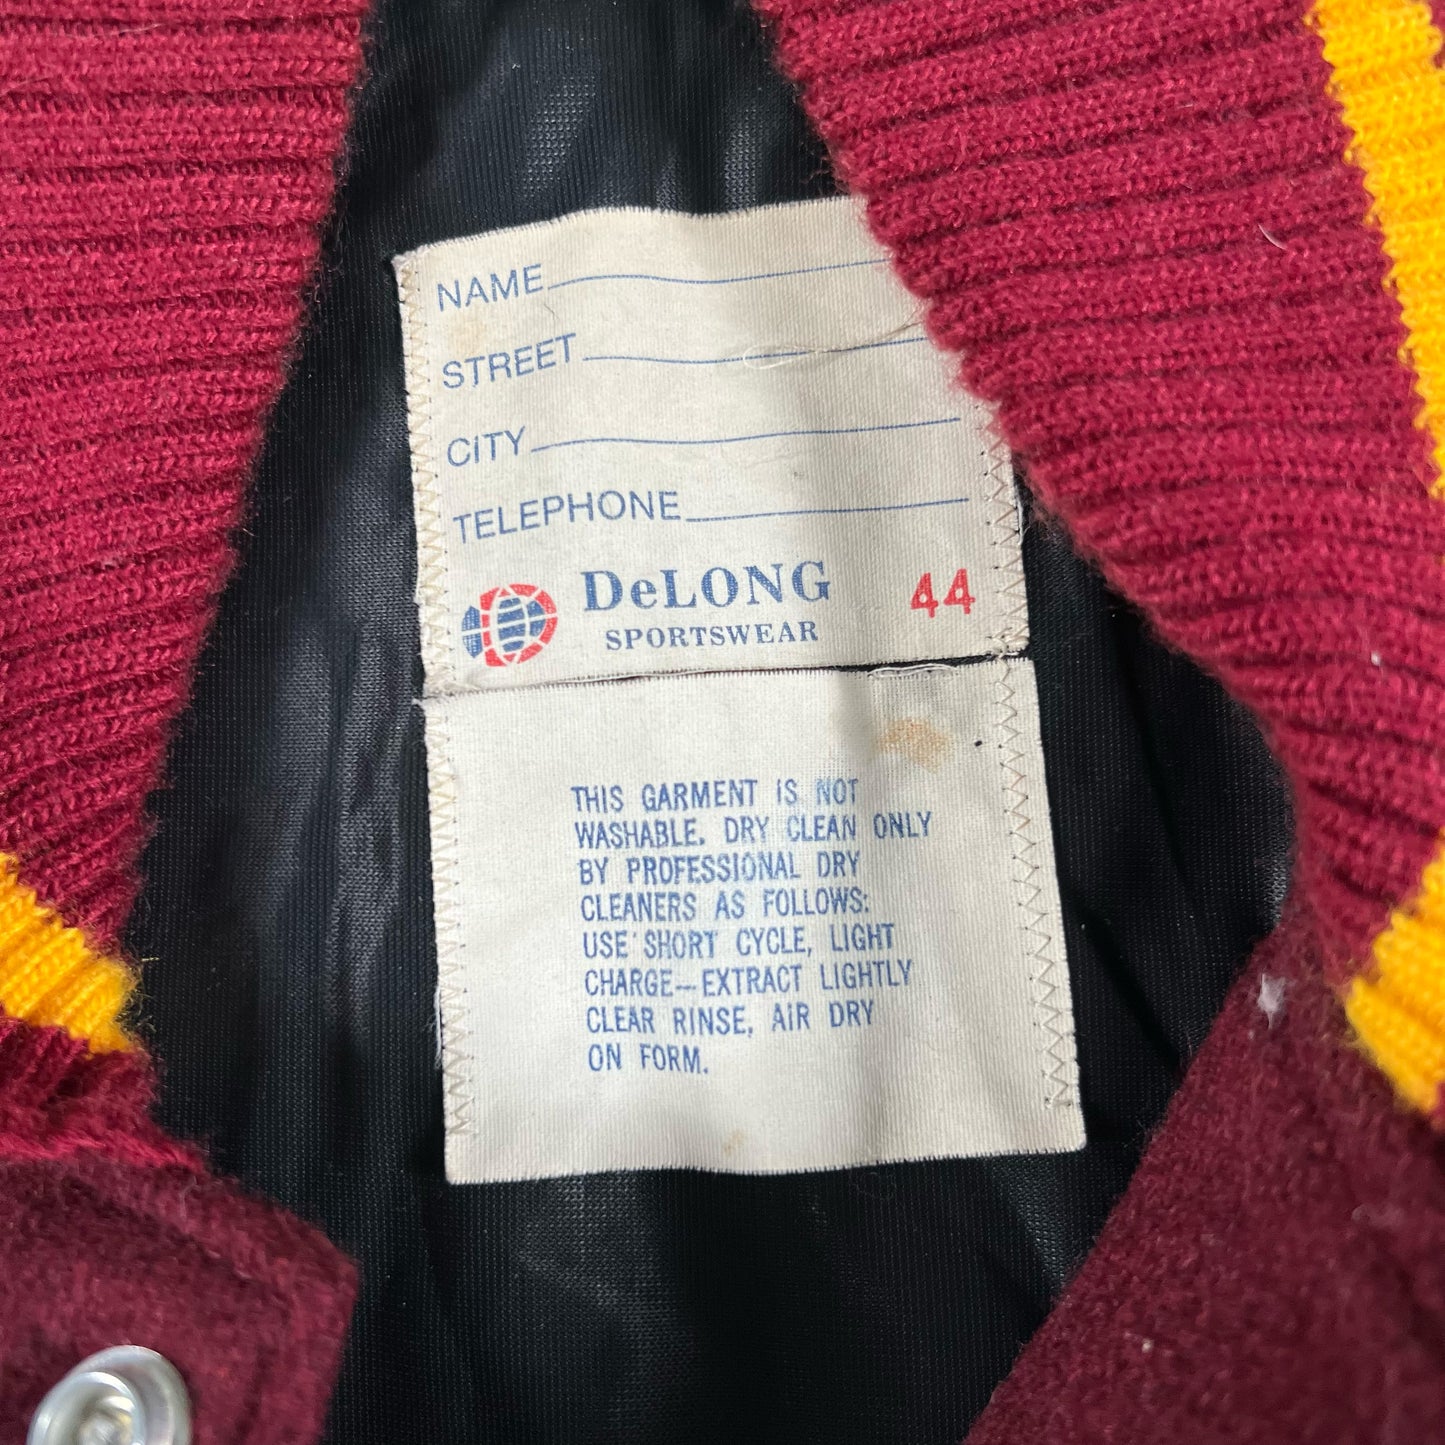 NAME
STREET
CITY
TELEPHONE
DeLONG 44
SPORTSWEAR
THIS GARMENT IS NOT
WASHABLE. DRY CLEAN ONLY
BY PROFESSIONAL DRY
CLEANERS AS FOLLOWS:
USE SHORT CYCLE, LIGHT
CHARGE—EXTRACT LIGHTLY
CLEAR RINSE, AIR DRY
ON FORM.